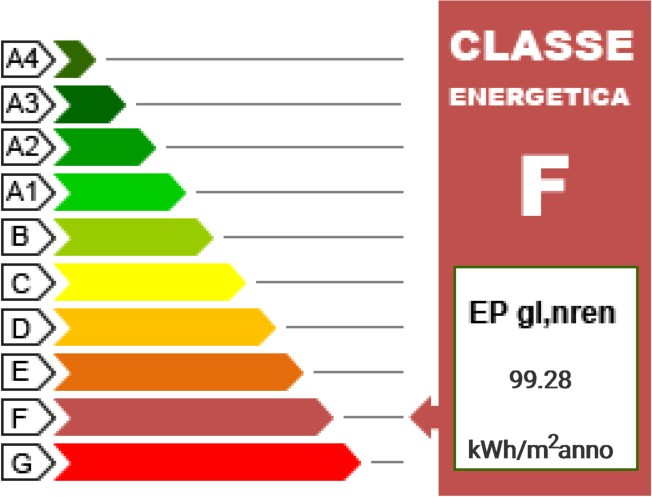 A4
A3
A2
A1
B
C
D
E
F
G
CLASSE
ENERGETICA
F
EP gl,nren
99.28
kWh/m²anno